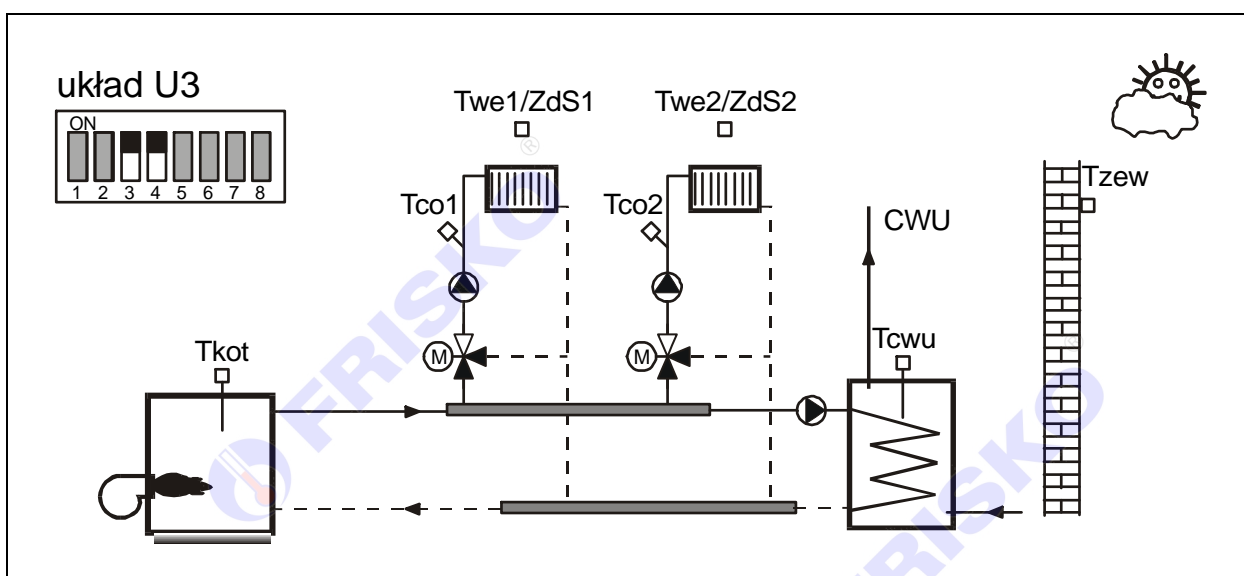 układ U3
ON
1 2 3 4 5 6 7 8
Twe1/ZdS1
Twe2/ZdS2
Tco1
Tco2
CWU
Tzew
Tkot
M
M
Tcwu
FRISKO
®
FRISKO
®